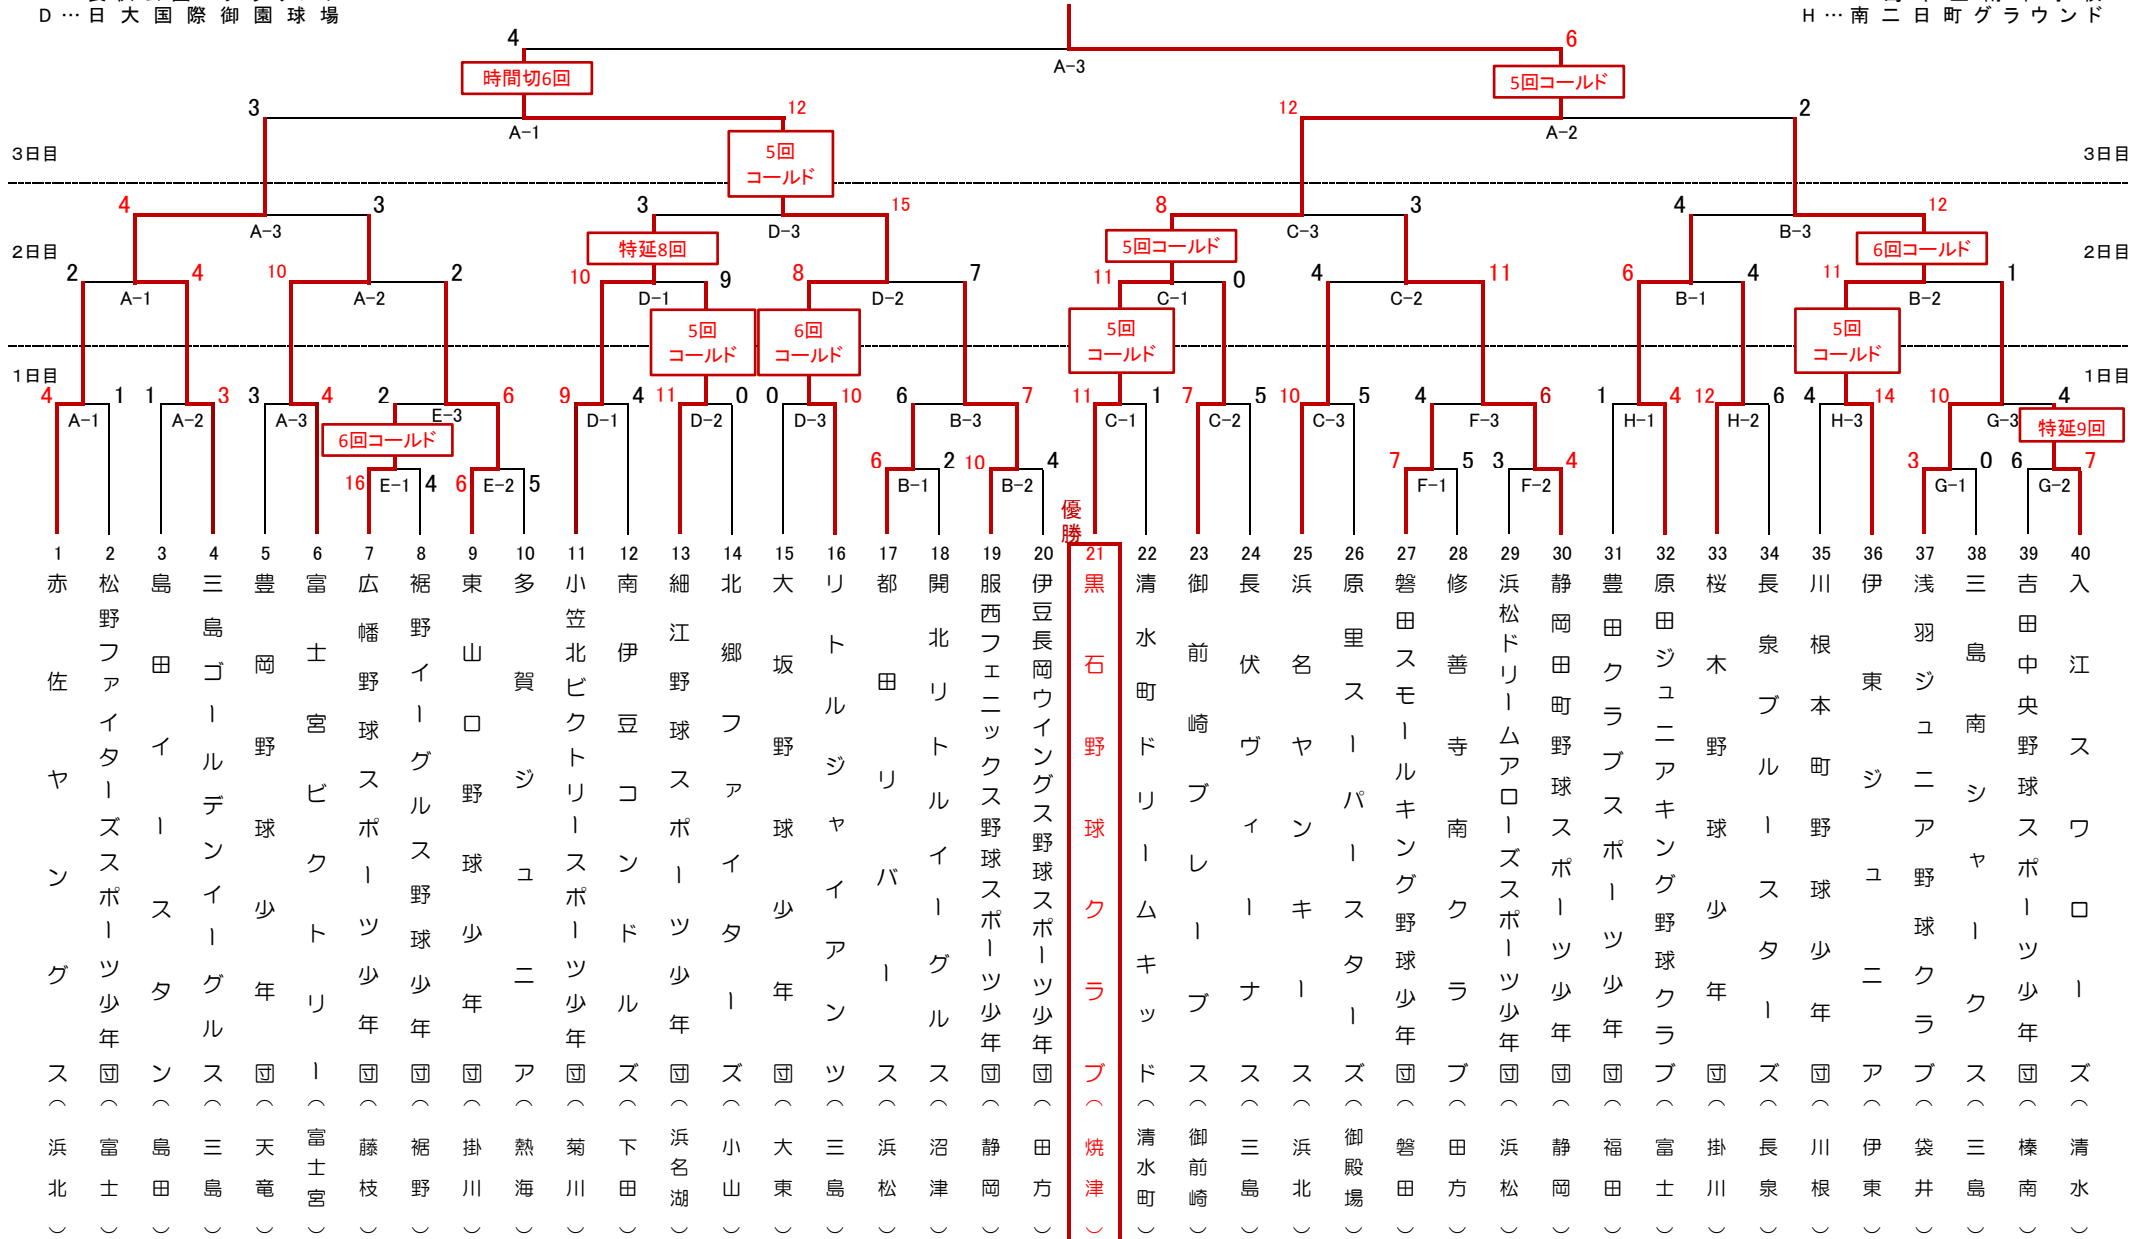 D…日大国際御園球場
H…南二日町グラウンド
4
6
A-3
時間切6回
5回コールド
3
12
12
2
A-1
A-2
5回
コールド
3日目
3日目
4
3
3
15
8
3
4
12
A-3
D-3
C-3
B-3
特延8回
5回コールド
6回コールド
2日目
2日目
2
4
10
2
10
9
8
7
11
0
4
11
6
4
11
1
A-1
A-2
D-1
D-2
C-1
C-2
B-1
B-2
5回
コールド
6回
コールド
5回
コールド
5回
コールド
1日目
1日目
4
1
1
3
3
4
2
6
9
4
11
0
0
10
6
7
11
1
7
5
10
5
4
6
1
4
12
6
4
14
10
4
A-1
A-2
A-3
E-3
D-1
D-2
D-3
B-3
C-1
C-2
C-3
F-3
H-1
H-2
H-3
G-3
6回コールド
特延9回
16
4
6
5
6
2
10
4
7
5
3
4
3
0
6
7
E-1
E-2
B-1
B-2
F-1
F-2
G-1
G-2
優勝
1 赤佐ヤングス(浜北)
2 松野ファイターズスポーツ少年団(富士)
3 島田イースタン(島田)
4 三島ゴールデンイーグルス(三島)
5 豊岡野球少年団(天竜)
6 富士宮ビクトリー(富士宮)
7 広幡野球スポーツ少年団(藤枝)
8 裾野イーグルス野球少年団(裾野)
9 東山口野球少年団(掛川)
10 多賀ジュニア(熱海)
11 小笠北ビクトリースポーツ少年団(菊川)
12 南伊豆コンドルズ(下田)
13 細江野球スポーツ少年団(浜名湖)
14 北郷ファイターズ(小山)
15 大坂野球少年団(大東)
16 リトルジャイアンツ(三島)
17 都田リバース(浜松)
18 開北リトルイーグルス(沼津)
19 服西フェニックス野球スポーツ少年団(静岡)
20 伊豆長岡ウイングス野球スポーツ少年団(田方)
21 黒石野球クラブ(焼津)
22 清水町ドリームキッド(清水町)
23 御前崎ブレーブス(御前崎)
24 長伏ヴィーナス(三島)
25 浜名ヤンキース(浜北)
26 原里スーパースターズ(御殿場)
27 磐田スモールキング野球少年団(磐田)
28 修善寺南クラブ(田方)
29 浜松ドリームアローズスポーツ少年団(浜松)
30 静岡田町野球スポーツ少年団(静岡)
31 豊田クラブスポーツ少年団(福田)
32 原田ジュニアキング野球クラブ(富士)
33 桜木野球少年団(掛川)
34 長泉ブルースターズ(長泉)
35 川根本町野球少年団(川根)
36 伊東ジュニア(伊東)
37 浅羽ジュニア野球クラブ(袋井)
38 三島南シャークス(三島)
39 吉田中央野球スポーツ少年団(榛南)
40 入江スワローズ(清水)